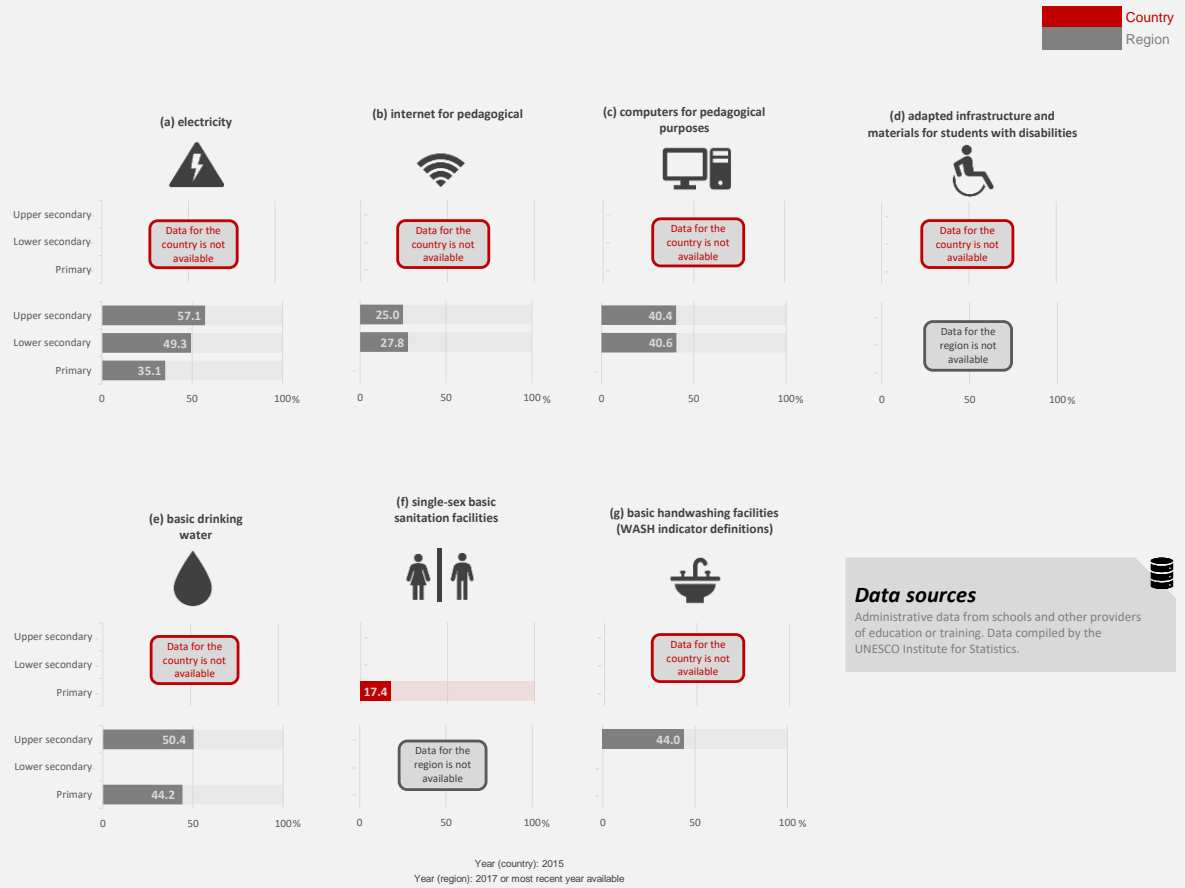 Country
Region
(a) electricity
(b) internet for pedagogical
(c) computers for pedagogical
purposes
(d) adapted infrastructure and
materials for students with disabilities
Upper secondary
Lower secondary
Primary
Data for the
country is not
available
Data for the
country is not
available
Data for the
country is not
available
Data for the
country is not
available
Upper secondary
Lower secondary
Primary
57.1
49.3
35.1
25.0
27.8
40.4
40.6
Data for the
region is not
available
0 50 100%
0 50 100 %
0 50 100%
0 50 100%
(e) basic drinking
water
(f) single-sex basic
sanitation facilities
(g) basic handwashing facilities
(WASH indicator definitions)
Data sources
Administrative data from schools and other providers
of education or training. Data compiled by the
UNESCO Institute for Statistics.
Upper secondary
Lower secondary
Primary
Data for the
country is not
available
17.4
Data for the
country is not
available
Upper secondary
Lower secondary
Primary
50.4
44.2
Data for the
region is not
available
44.0
0 50 100%
0 50 100%
0 50 100 %
Year (country): 2015
Year (region): 2017 or most recent year available